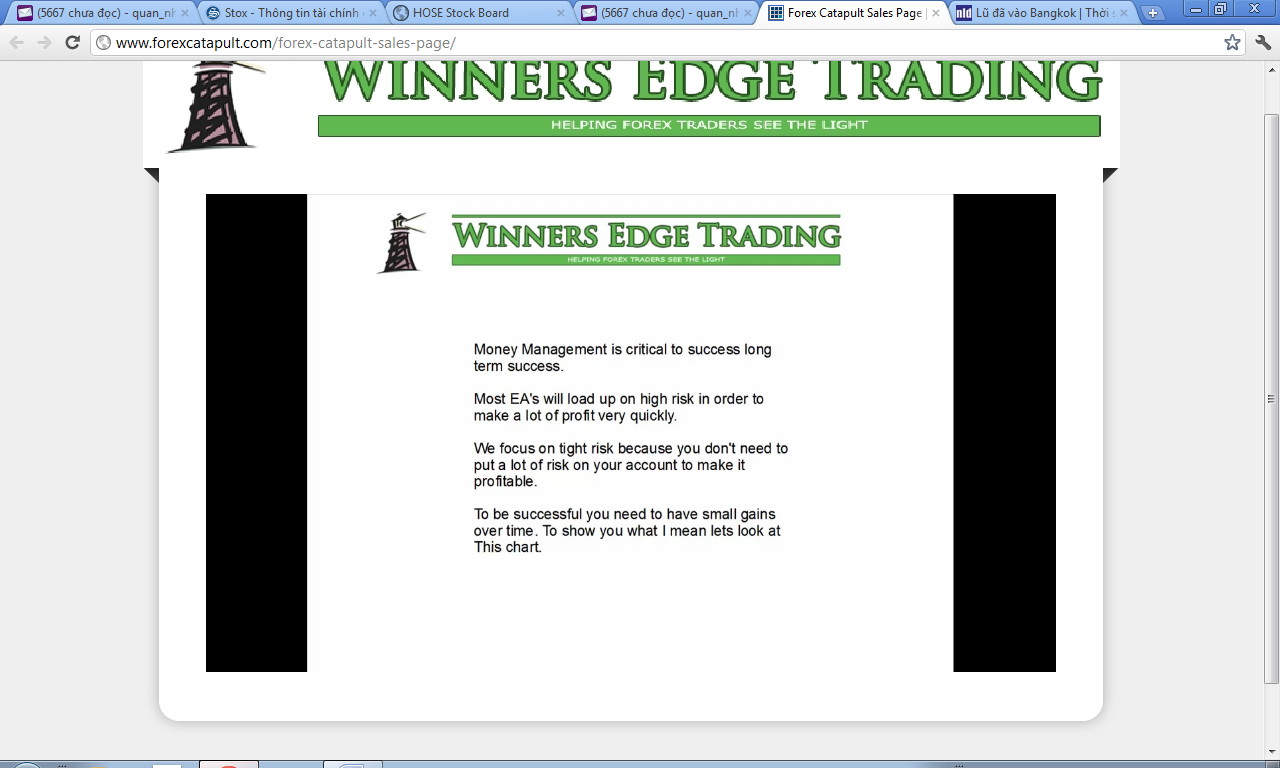 (5667 chưa đọc) - quan_nh
Stox - Thông tin tài chính
HOSE Stock Board
(5667 chưa đọc) - quan_nh
Forex Catapult Sales Page |
Lũ đã vào Bangkok | Thời
www.forexcatapult.com/forex-catapult-sales-page/
WINNERS EDGE TRADING
HELPING FOREX TRADERS SEE THE LIGHT
WINNERS EDGE TRADING
HELPING FOREX TRADERS SEE THE LIGHT
Money Management is critical to success long
term success.
Most EA's will load up on high risk in order to
make a lot of profit very quickly.
We focus on tight risk because you don't need to
put a lot of risk on your account to make it
profitable.
To be successful you need to have small gains
over time. To show you what I mean lets look at
This chart.